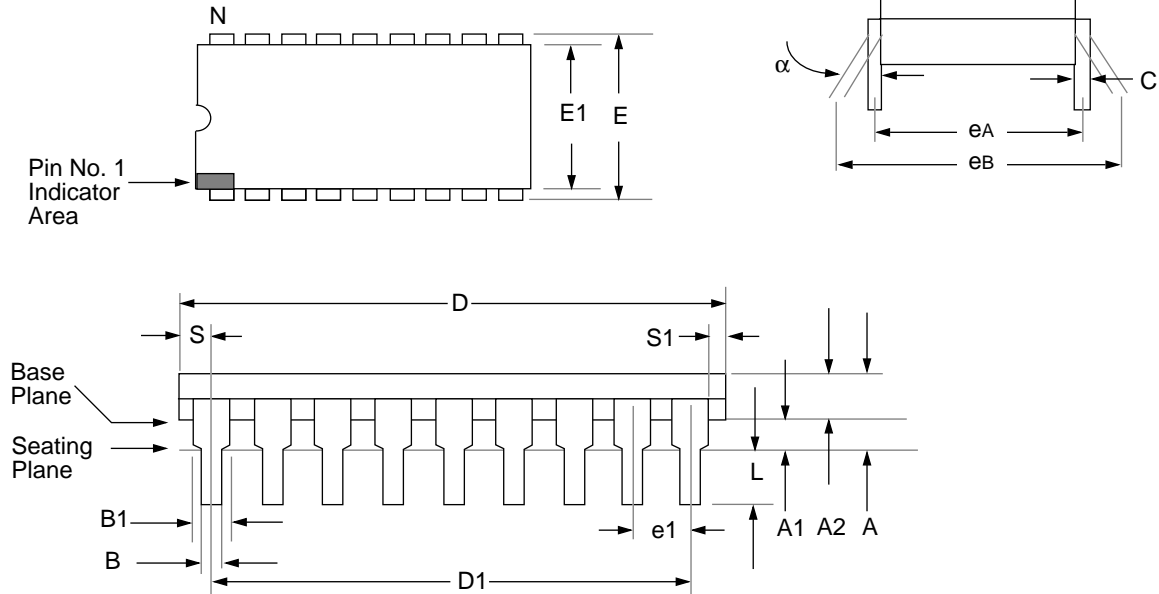 N
E1
E
Pin No. 1
Indicator
Area
α
C
eA
eB
D
S
S1
Base
Plane
Seating
Plane
L
B1
e1
A1
A2
A
B
D1